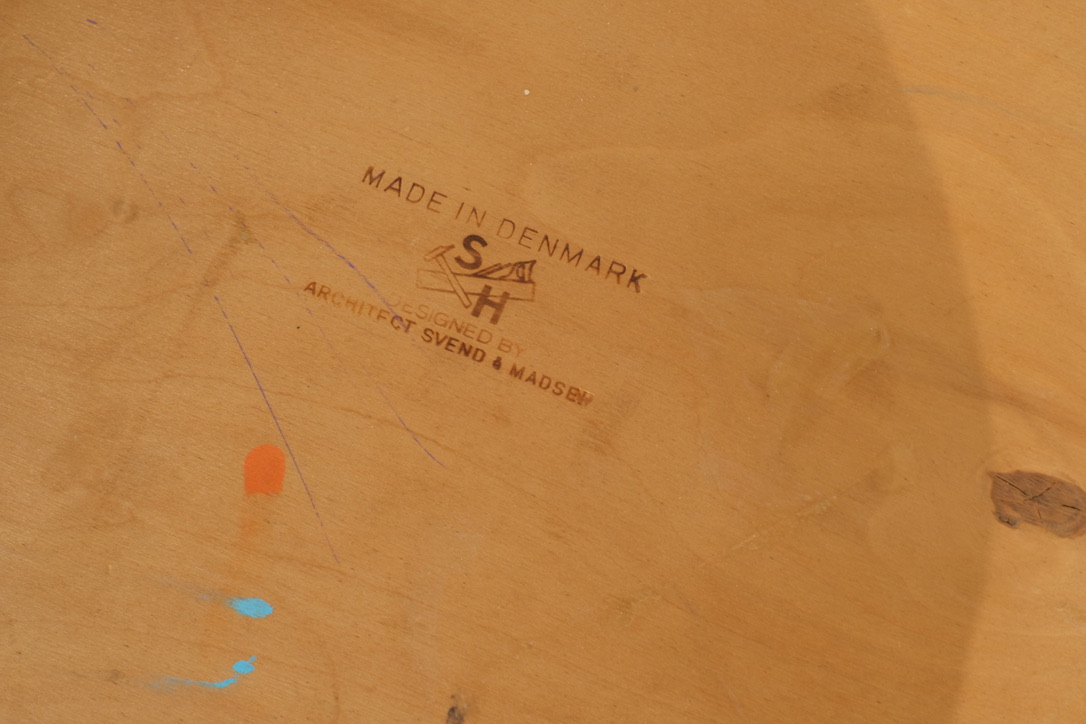 MADE IN DENMARK
S
H
DESIGNED BY
ARCHITECT SVEND & MADSEN